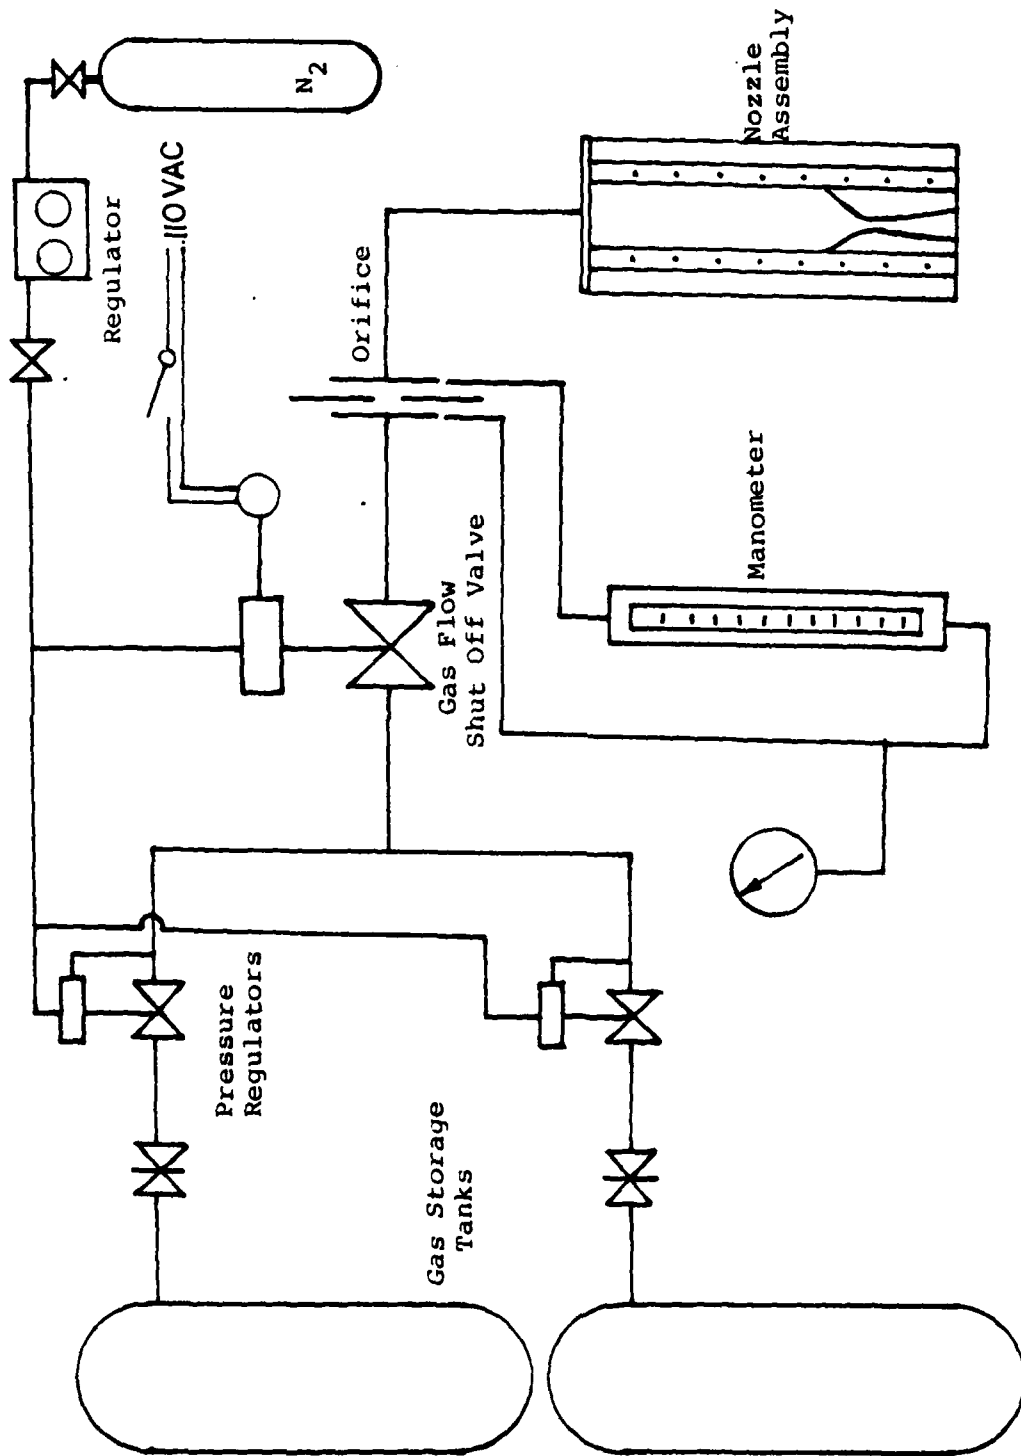 N2
110VAC
Regulator
Orifice
Nozzle
Assembly
Gas Flow
Shut Off Valve
Manometer
Pressure
Regulators
Gas Storage
Tanks